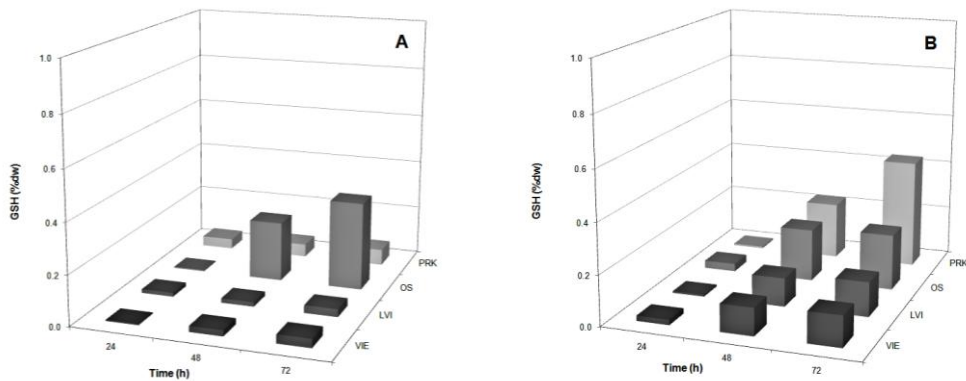 A
1.0
0.8
0.6
0.4
0.2
0.0
GSH (%dw)
24
48
72
Time (h)
VIE
LVI
OS
PRK
B
1.0
0.8
0.6
0.4
0.2
0.0
GSH (%dw)
24
48
72
Time (h)
VIE
LVI
OS
PRK